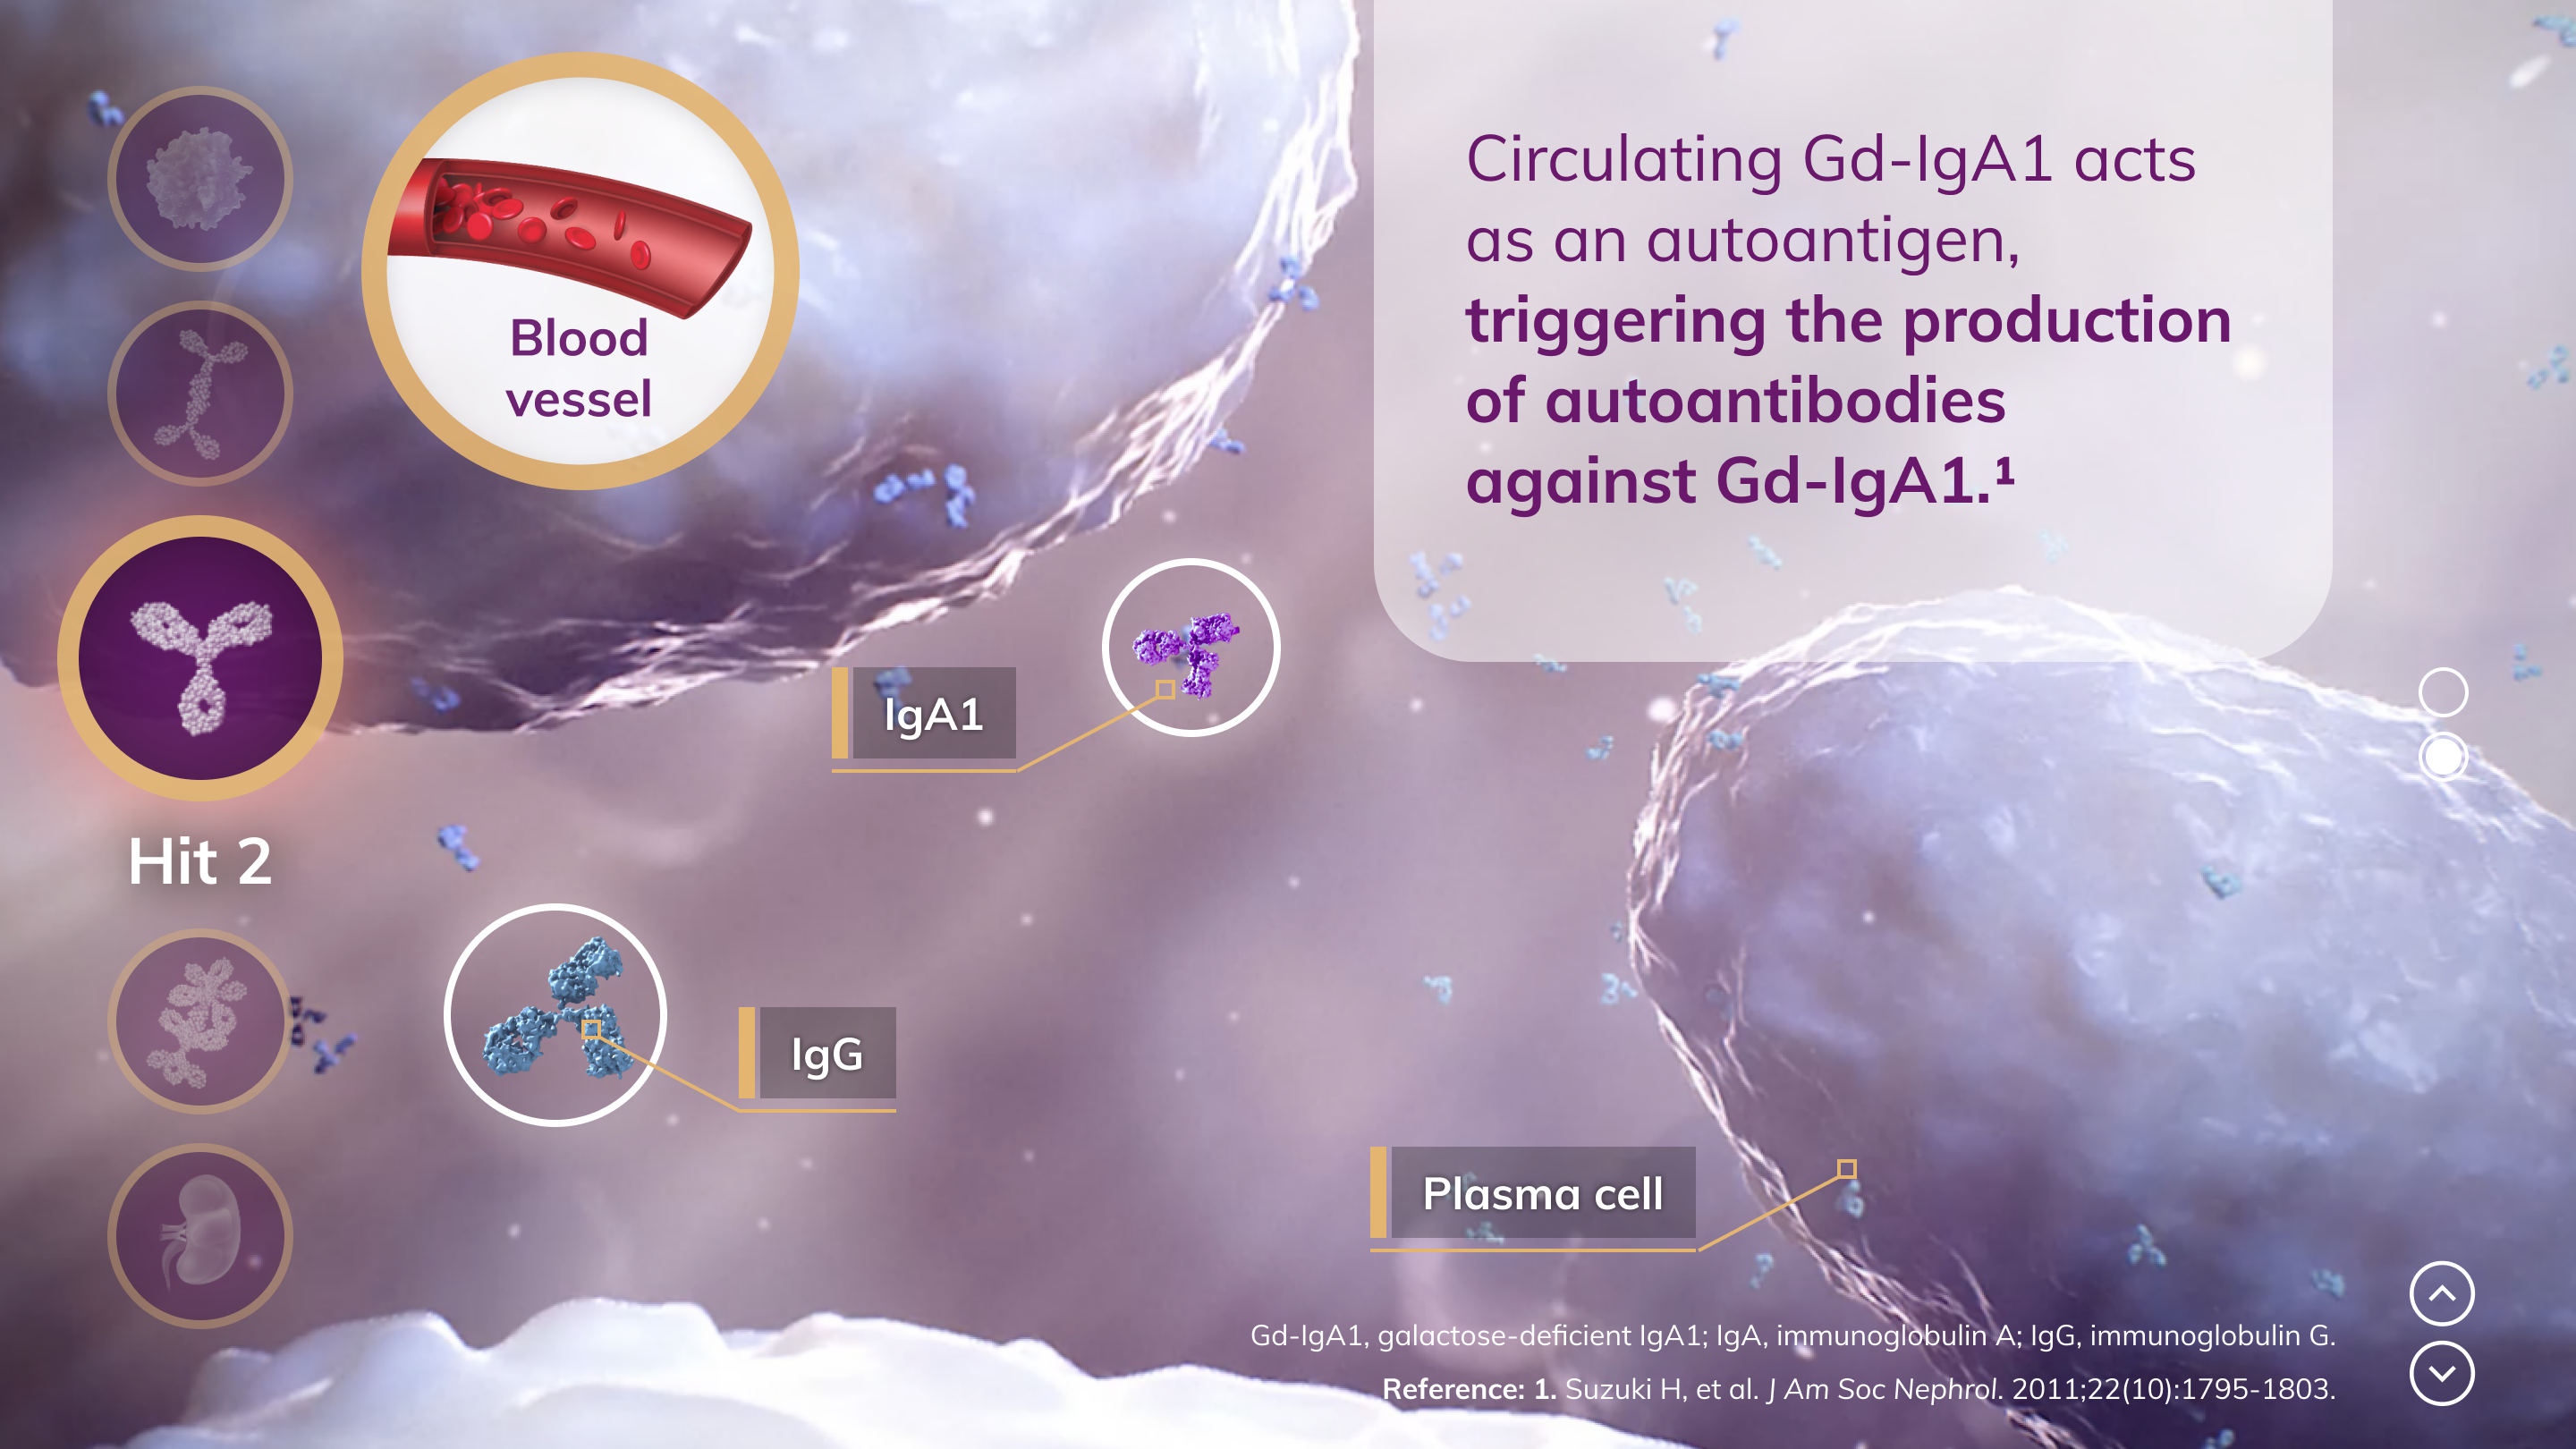 Blood
vessel
Circulating Gd-IgA1 acts
as an autoantigen,
triggering the production
of autoantibodies
against Gd-IgA1.¹
IgA1
Hit 2
IgG
Plasma cell
Gd-IgA1, galactose-deficient IgA1; IgA, immunoglobulin A; IgG, immunoglobulin G.
Reference: 1. Suzuki H, et al. J Am Soc Nephrol. 2011;22(10):1795-1803.